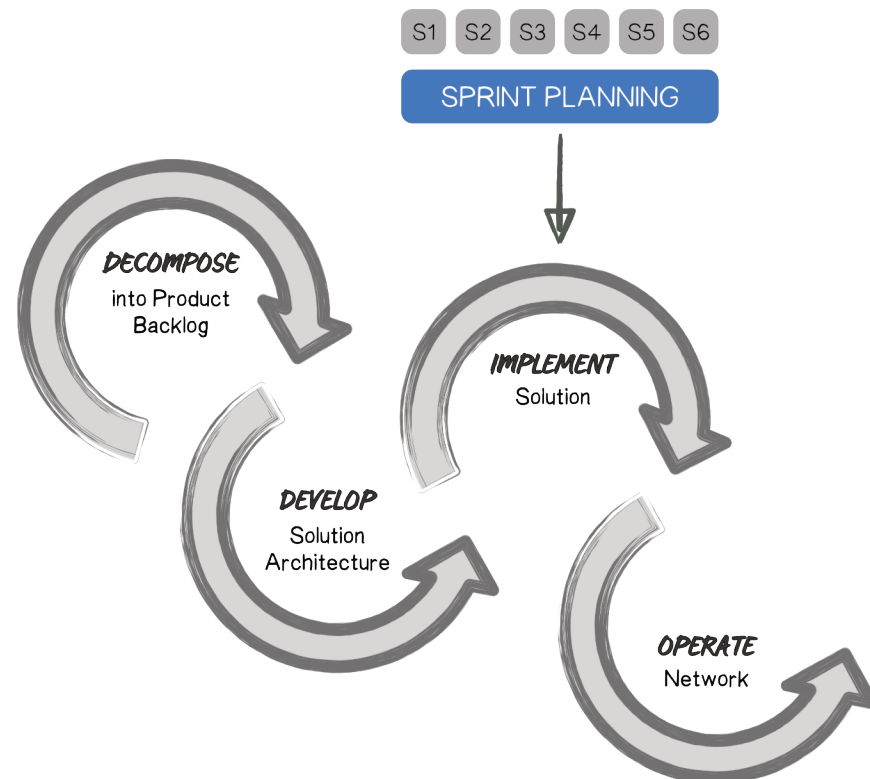 S1 S2 S3 S4 S5 S6
SPRINT PLANNING
DECOMPOSE
into Product
Backlog
IMPLEMENT
Solution
DEVELOP
Solution
Architecture
OPERATE
Network